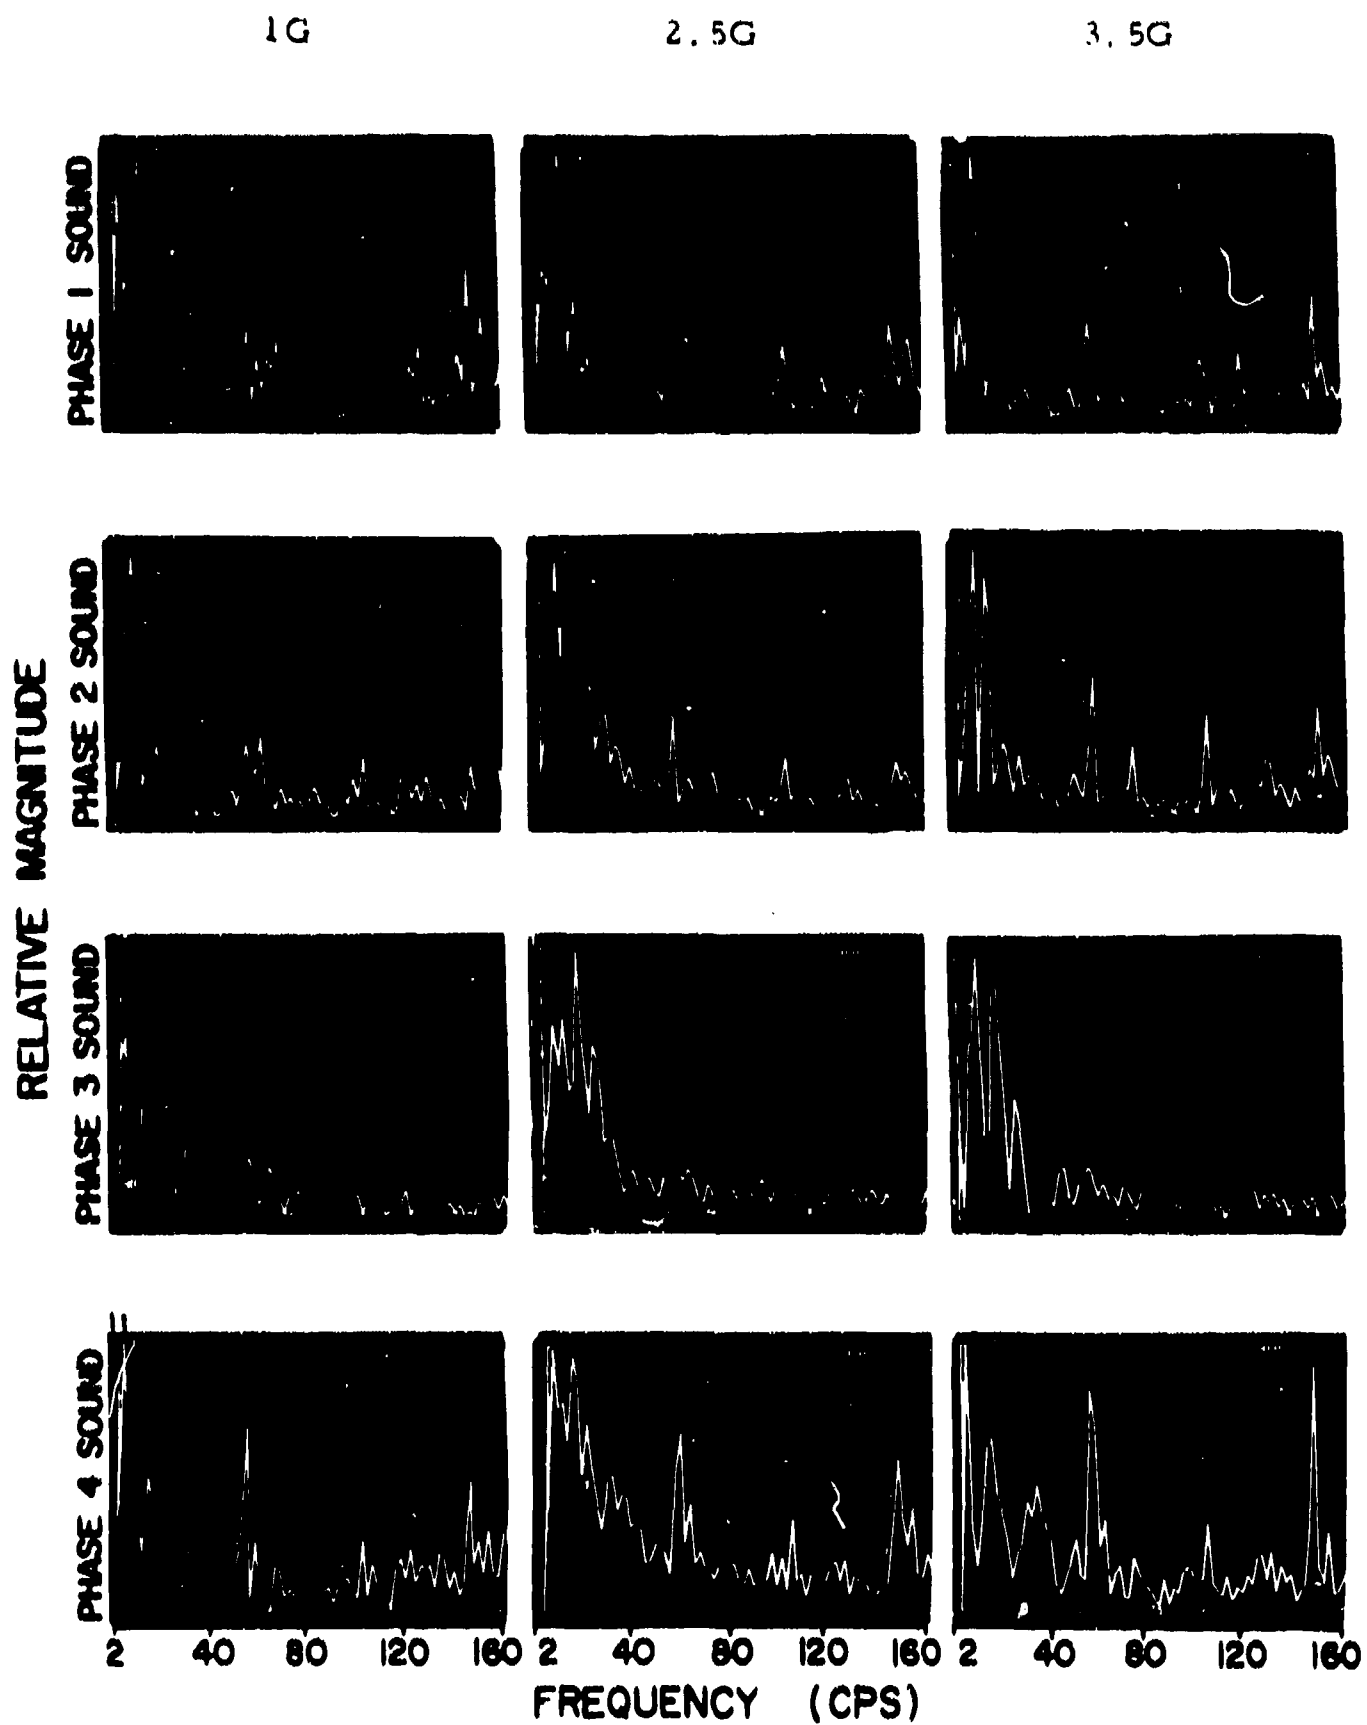 1G 2.5G 3.5G
RELATIVE MAGNITUDE
PHASE 1 SOUND
PHASE 2 SOUND
PHASE 3 SOUND
PHASE 4 SOUND
2 40 80 120 160 2 40 80 120 160 2 40 80 120 160
FREQUENCY (CPS)